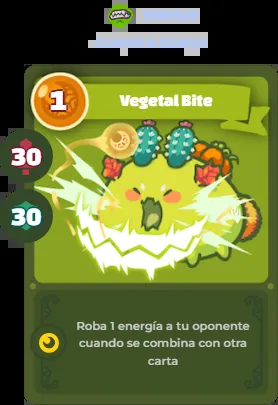 1
Vegetal Bite
30
30
Roba 1 energía a tu oponente
cuando se combina con otra
carta